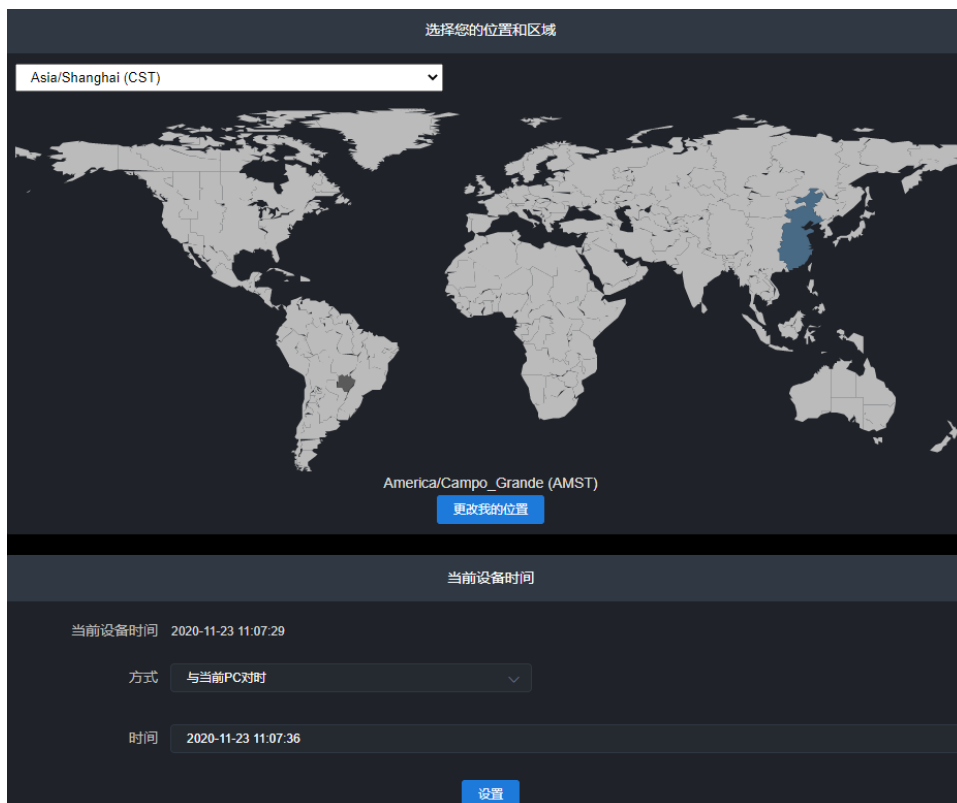 选择您的位置和区域
Asia/Shanghai (CST)
America/Campo_Grande (AMST)
更改我的位置
当前设备时间
当前设备时间 2020-11-23 11:07:29
方式 与当前PC对时
时间 2020-11-23 11:07:36
设置